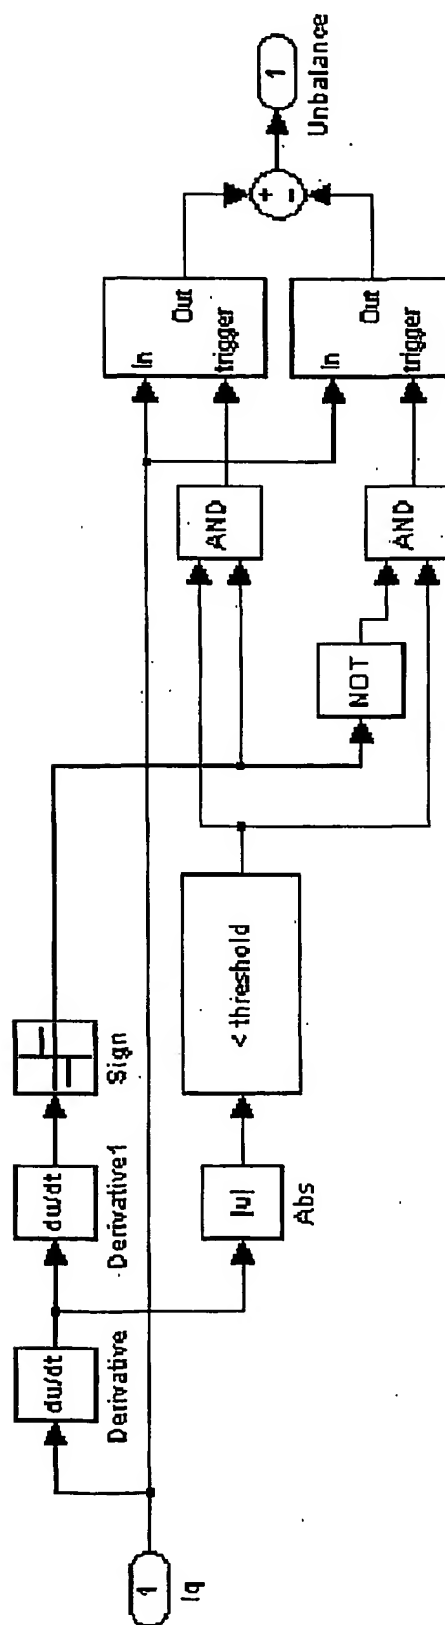 1
Iq
du/dt
Derivative
du/dt
Derivative1
Sign
|u|
Abs
< threshold
NOT
AND
AND
In
Out
trigger
In
Out
trigger
+
-
1
Unbalance